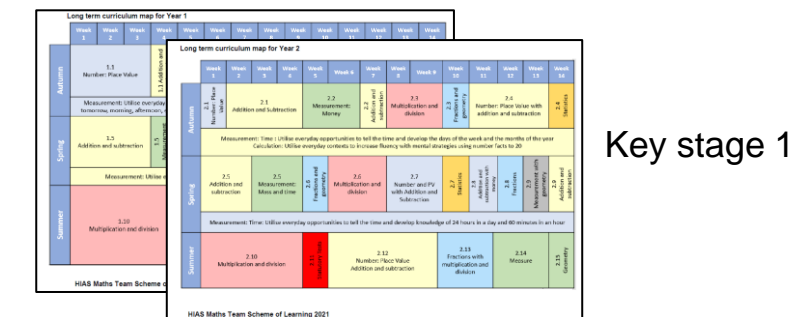 Long term curriculum map for Year 1
Week 1
Week 2
Week 3
Autumn
1.1
Number: Place Value
1.1 Addition and
Measurement: Utilise everyday
tomorrow, morning, afternoon,
Spring
1.5
Addition and subtraction
1.5
Measurement
Measurement: Utilise
Summer
1.10
Multiplication and division
HIAS Maths Team Scheme o
Long term curriculum map for Year 2
Week 1
Week 2
Week 3
Week 4
Week 5
Week 6
Week 7
Week 8
Week 9
Week 10
Week 11
Week 12
Week 13
Week 14
Autumn
2.1
Number: Place Value
2.1
Addition and Subtraction
2.2
Measurement:
Money
2.2
Addition and subtraction
2.3
Multiplication and
division
2.3
Fractions and geometry
2.4
Number: Place Value with
addition and subtraction
2.4
Statistics
Measurement: Time : Utilise everyday opportunities to tell the time and develop the days of the week and the months of the year
Calculation: Utilise everyday contexts to increase fluency with mental strategies using number facts to 20
Spring
2.5
Addition and
subtraction
2.5
Measurement:
Mass and time
2.6
Fractions and geometry
2.6
Multiplication and
division
2.7
Number and PV
with Addition and
Subtraction
2.7
Statistics
2.8
Addition and subtraction with money
2.8
Fractions
2.9
Measurement with geometry
2.9
Addition and subtraction
Measurement: Time: Utilise everyday opportunities to tell the time and develop knowledge of 24 hours in a day and 60 minutes in an hour
Summer
2.10
Multiplication and division
2.11
2.12
Number: Place Value
Addition and subtraction
2.13
Fractions with
multiplication and
division
2.14
Measure
2.15
Geometry
HIAS Maths Team Scheme of Learning 2021
Key stage 1